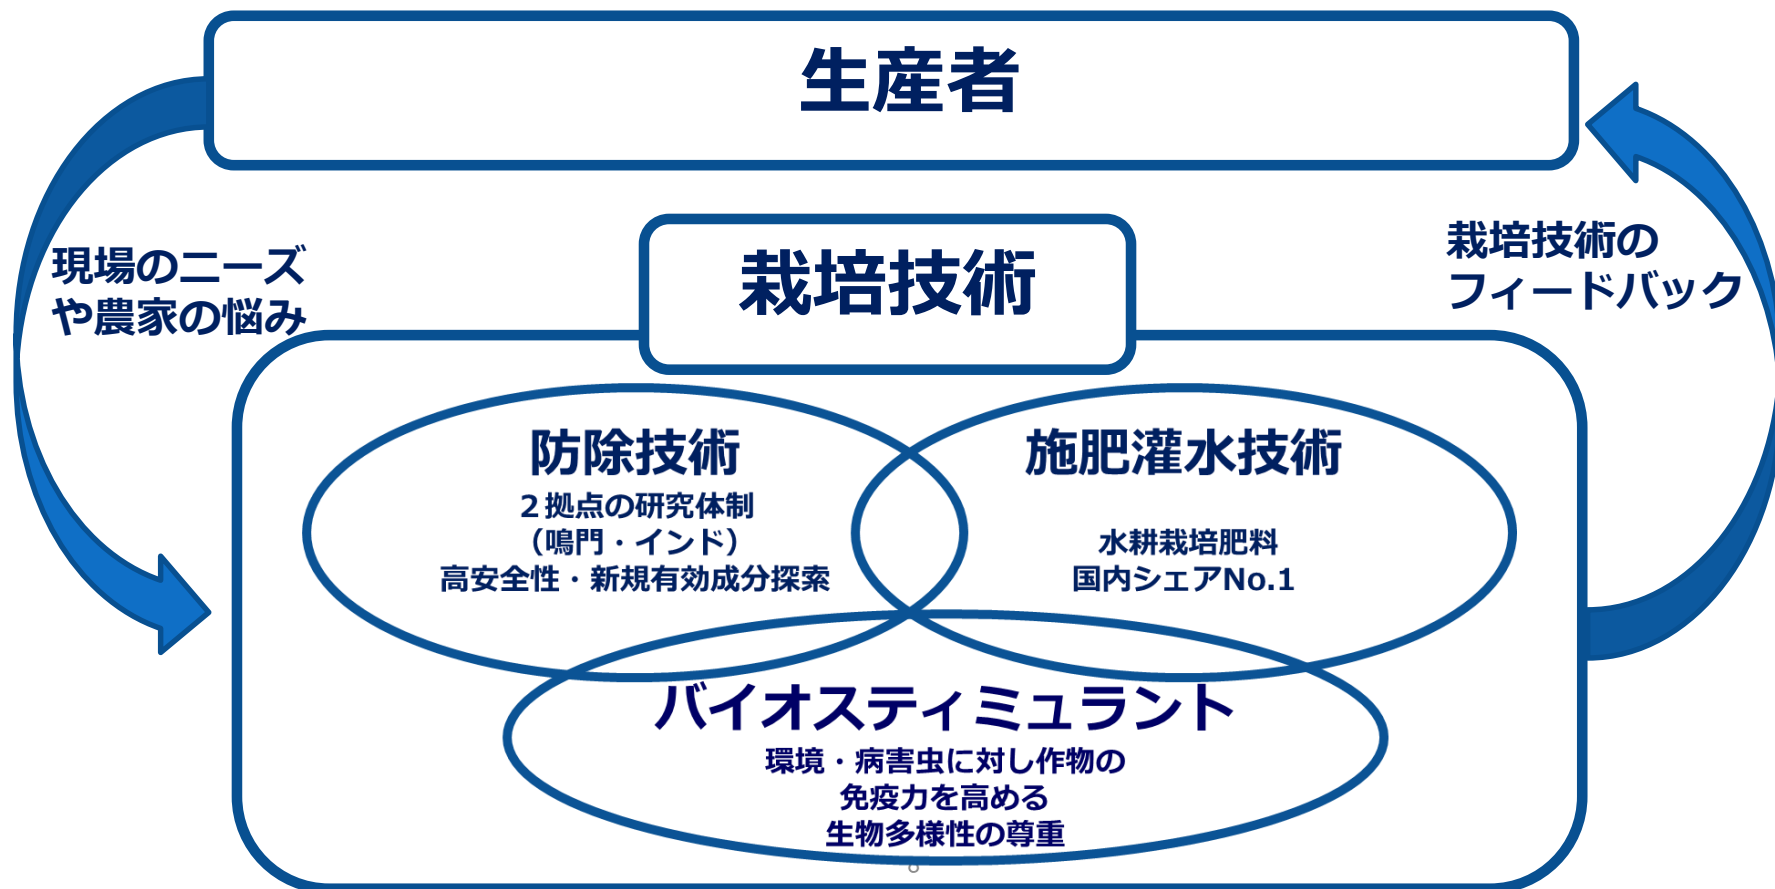 生産者
現場のニーズ
や農家の悩み
栽培技術の
フィードバック
栽培技術
防除技術
２拠点の研究体制
（鳴門・インド）
高安全性・新規有効成分探索
施肥灌水技術
水耕栽培肥料
国内シェアNo.1
バイオスティミュラント
環境・病害虫に対し作物の
免疫力を高める
生物多様性の尊重